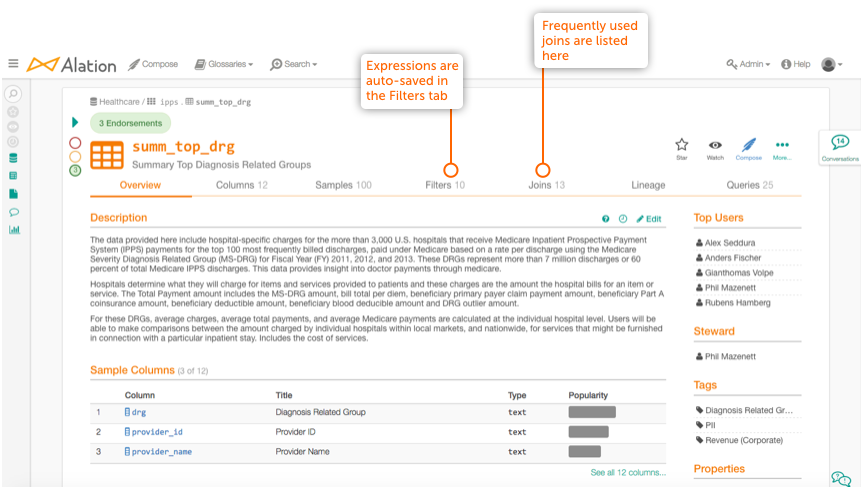 Frequently used
joins are listed
here
Expressions are
auto-saved in
the Filters tab
Alation
Compose
Glossaries
Search
Admin
Help
Healthcare / ipps . summ_top_drg
3 Endorsements
summ_top_drg
Summary Top Diagnosis Related Groups
3
Star
Watch
Compose
More...
14
Conversations
Overview
Columns 12
Samples 100
Filters 10
Joins 13
Lineage
Queries 25
Description
Edit
The data provided here include hospital-specific charges for the more than 3,000 U.S. hospitals that receive Medicare Inpatient Prospective Payment
System (IPPS) payments for the top 100 most frequently billed discharges, paid under Medicare based on a rate per discharge using the Medicare
Severity Diagnosis Related Group (MS-DRG) for Fiscal Year (FY) 2011, 2012, and 2013. These DRGs represent more than 7 million discharges or 60
percent of total Medicare IPPS discharges. This data provides insight into doctor payments through medicare.
Hospitals determine what they will charge for items and services provided to patients and these charges are the amount the hospital bills for an item or
service. The Total Payment amount includes the MS-DRG amount, bill total per diem, beneficiary primary payer claim payment amount, beneficiary Part A
coinsurance amount, beneficiary deductible amount, beneficiary blood deducible amount and DRG outlier amount.
For these DRGs, average charges, average total payments, and average Medicare payments are calculated at the individual hospital level. Users will be
able to make comparisons between the amount charged by individual hospitals within local markets, and nationwide, for services that might be furnished
in connection with a particular inpatient stay. Includes the cost of services.
Sample Columns (3 of 12)
Column Title Type Popularity
1 drg Diagnosis Related Group text
2 provider_id Provider ID text
3 provider_name Provider Name text
See all 12 columns...
Top Users
Alex Seddura
Anders Fischer
Gianthomas Volpe
Phil Mazenett
Rubens Hamberg
Steward
Phil Mazenett
Tags
Diagnosis Related Gr...
PII
Revenue (Corporate)
Properties